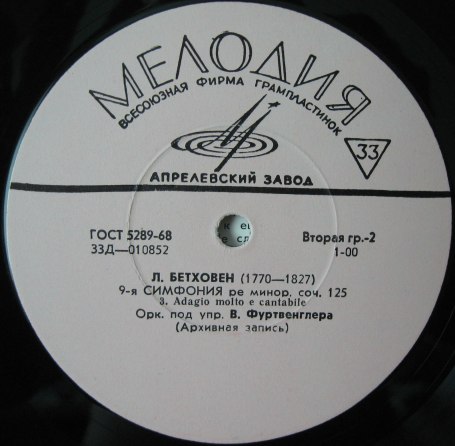 МЕЛОДИЯ
ВСЕСОЮЗНАЯ ФИРМА ГРАМПЛАСТИНОК
33
АПРЕЛЕВСКИЙ ЗАВОД
ГОСТ 5289-68
Вторая гр.-2
33Д—010852
1-00
Л. БЕТХОВЕН (1770—1827)
9-я СИМФОНИЯ ре минор, соч. 125
3. Adagio molto e cantabile
Орк. под упр. В. Фуртвенглера
(Архивная запись)